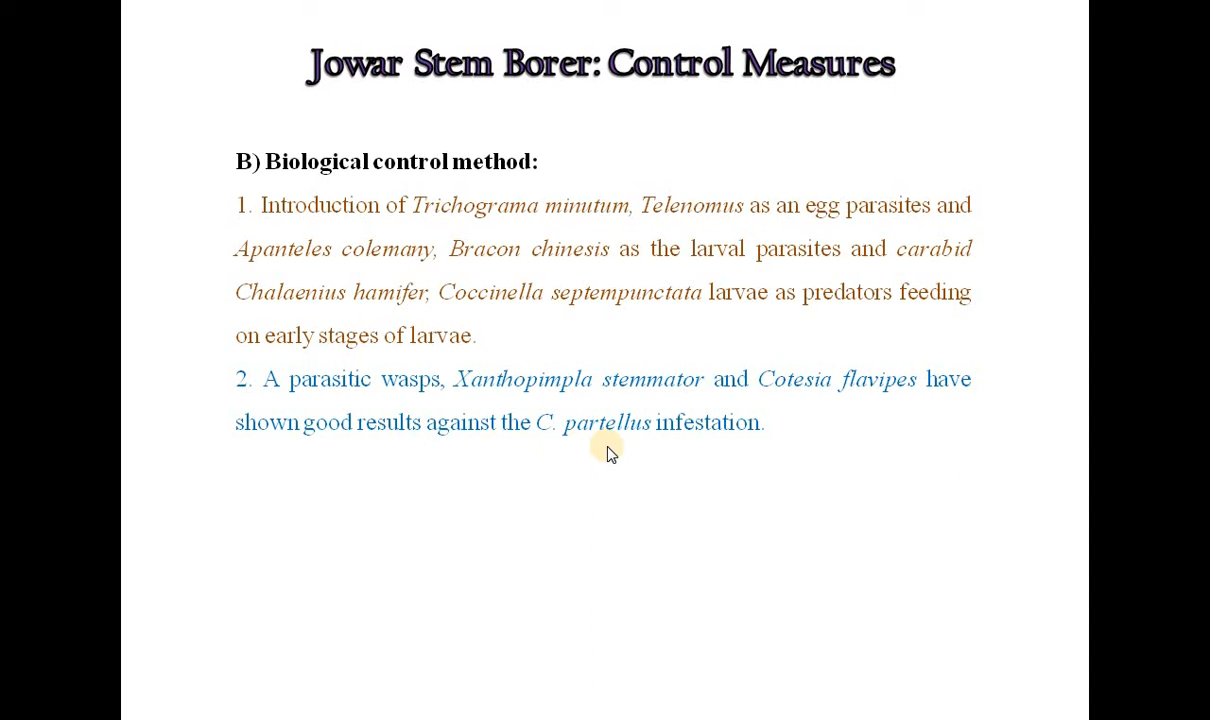 Jowar Stem Borer: Control Measures
B) Biological control method:
1. Introduction of Trichograma minutum, Telenomus as an egg parasites and
Apanteles colemany, Bracon chinesis as the larval parasites and carabid
Chalaenius hamifer, Coccinella septempunctata larvae as predators feeding
on early stages of larvae.
2. A parasitic wasps, Xanthopimpla stemmator and Cotesia flavipes have
shown good results against the C. partellus infestation.